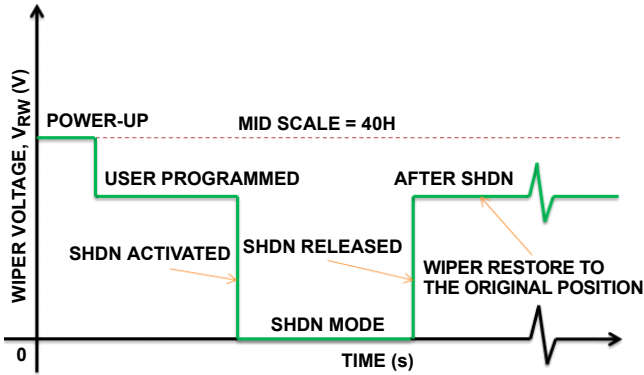 WIPER VOLTAGE, VRW (V)
POWER-UP
MID SCALE = 40H
USER PROGRAMMED
AFTER SHDN
SHDN ACTIVATED
SHDN RELEASED
WIPER RESTORE TO
THE ORIGINAL POSITION
SHDN MODE
0
TIME (s)